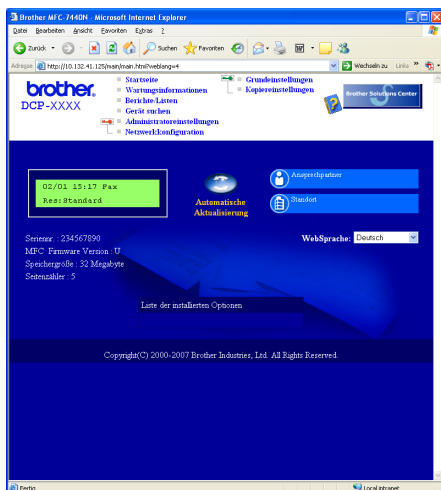 Brother MFC-7440N - Microsoft Internet Explorer
Datei Bearbeiten Ansicht Favoriten Extras ?
Zurück Suchen Favoriten
Adresse http://10.132.41.125/main/main.html?weblang=4 Wechseln zu Links
brother
DCP-XXXX
Startseite
Wartungsinformationen
Berichte/Listen
Gerät suchen
Administratoreinstellungen
Netzwerkkonfiguration
Grundeinstellungen
Kopiereinstellungen
Brother Solutions Center
02/01 15:17 Fax
Res:Standard
Automatische
Aktualisierung
Ansprechpartner
Standort
Seriennr. : 234567890
MFC Firmware Version : U
Speichergröße : 32 Megabyte
Seitenzähler : 5
WebSprache: Deutsch
Liste der installierten Optionen
Copyright(C) 2000-2007 Brother Industries, Ltd. All Rights Reserved.
Fertig Local intranet